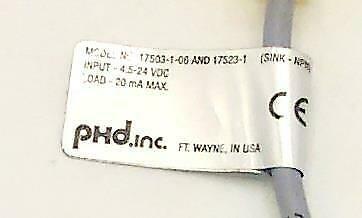 MODEL NO. 17503-1-06 AND 17523-1 (SINK - NPN)
INPUT - 4.5-24 VDC
LOAD - 20 mA MAX.
CE
PHD.inc. FT. WAYNE, IN USA